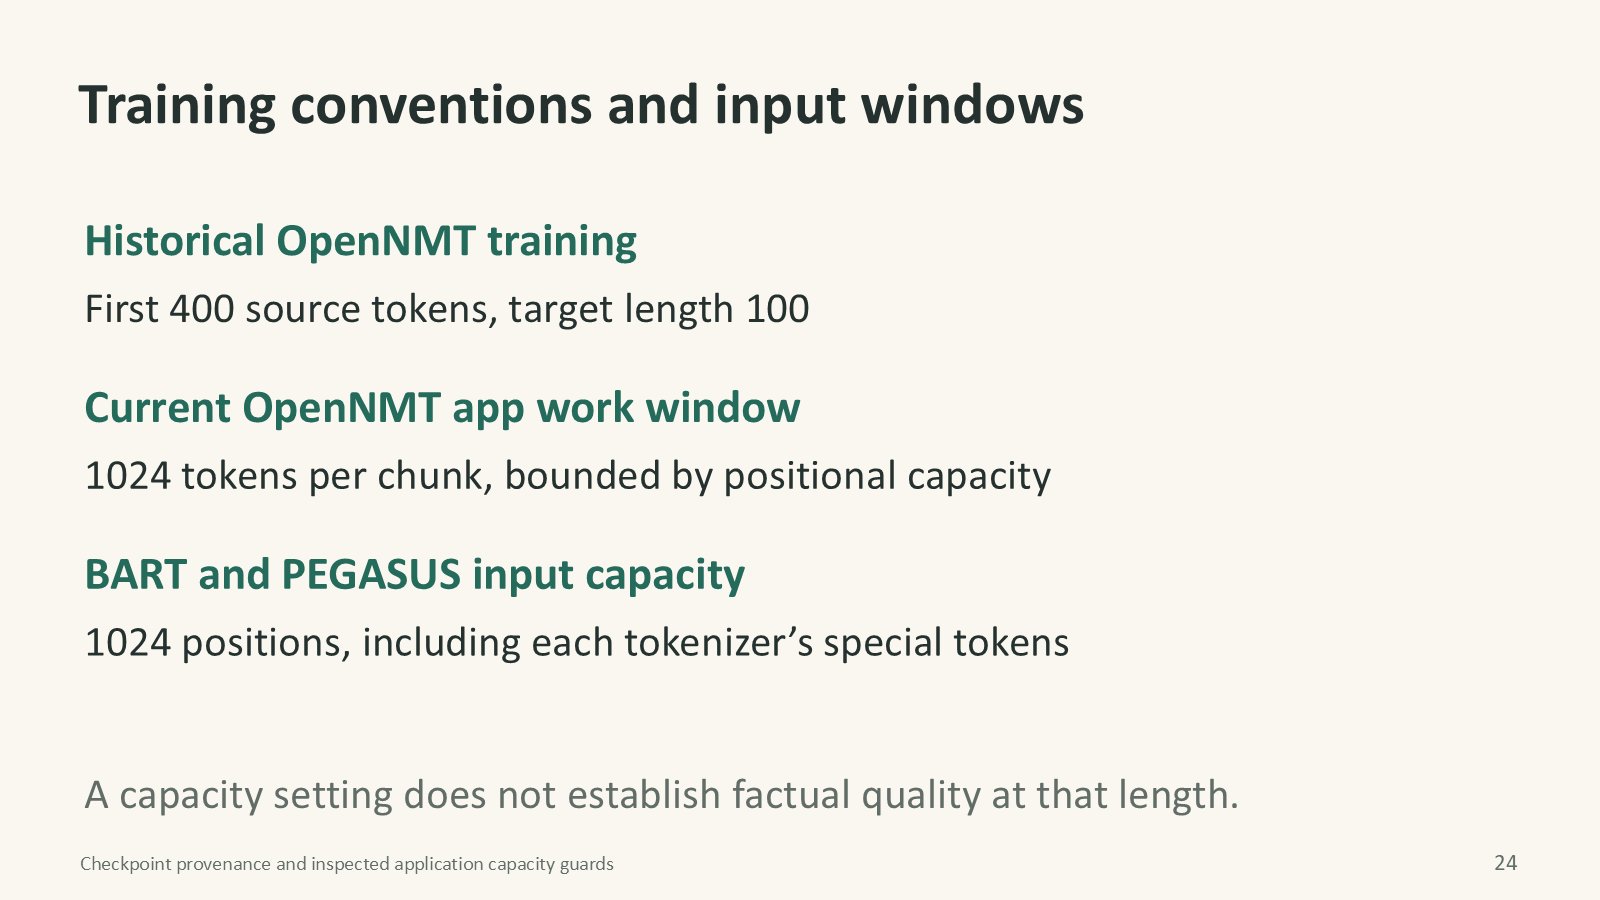 Training conventions and input windows
Historical OpenNMT training
First 400 source tokens, target length 100
Current OpenNMT app work window
1024 tokens per chunk, bounded by positional capacity
BART and PEGASUS input capacity
1024 positions, including each tokenizer’s special tokens
A capacity setting does not establish factual quality at that length.
Checkpoint provenance and inspected application capacity guards
24